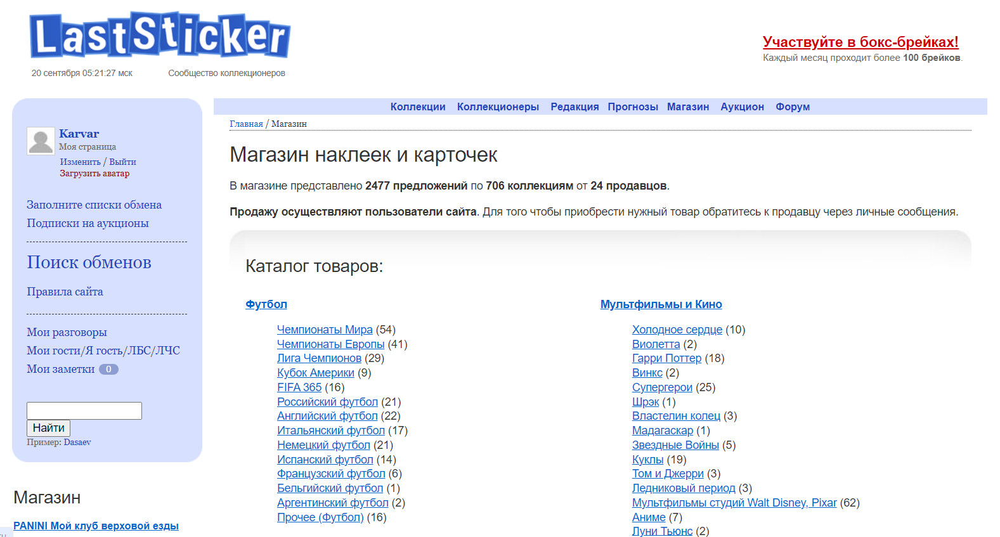 LastSticker
20 сентября 05:21:27 мск
Сообщество коллекционеров
Участвуйте в бокс-брейках!
Каждый месяц проходит более 100 брейков.
Karvar
Моя страница
Изменить / Выйти
Загрузить аватар
Заполните списки обмена
Подписки на аукционы
Поиск обменов
Правила сайта
Мои разговоры
Мои гости/Я гость/ЛБС/ЛЧС
Мои заметки 0
Найти
Пример: Dasaev
Магазин
PANINI Мой клуб верховой езды
Коллекции Коллекционеры Редакция Прогнозы Магазин Аукцион Форум
Главная / Магазин
Магазин наклеек и карточек
В магазине представлено 2477 предложений по 706 коллекциям от 24 продавцов.
Продажу осуществляют пользователи сайта. Для того чтобы приобрести нужный товар обратитесь к продавцу через личные сообщения.
Каталог товаров:
Футбол
Чемпионаты Мира (54)
Чемпионаты Европы (41)
Лига Чемпионов (29)
Кубок Америки (9)
FIFA 365 (16)
Российский футбол (21)
Английский футбол (22)
Итальянский футбол (17)
Немецкий футбол (21)
Испанский футбол (14)
Французский футбол (6)
Бельгийский футбол (1)
Аргентинский футбол (2)
Прочее (Футбол) (16)
Мультфильмы и Кино
Холодное сердце (10)
Виолетта (2)
Гарри Поттер (18)
Винкс (2)
Супергерои (25)
Шрэк (1)
Властелин колец (3)
Мадагаскар (1)
Звездные Войны (5)
Куклы (19)
Том и Джерри (3)
Ледниковый период (3)
Мультфильмы студий Walt Disney, Pixar (62)
Аниме (7)
Луни Тьюнс (2)